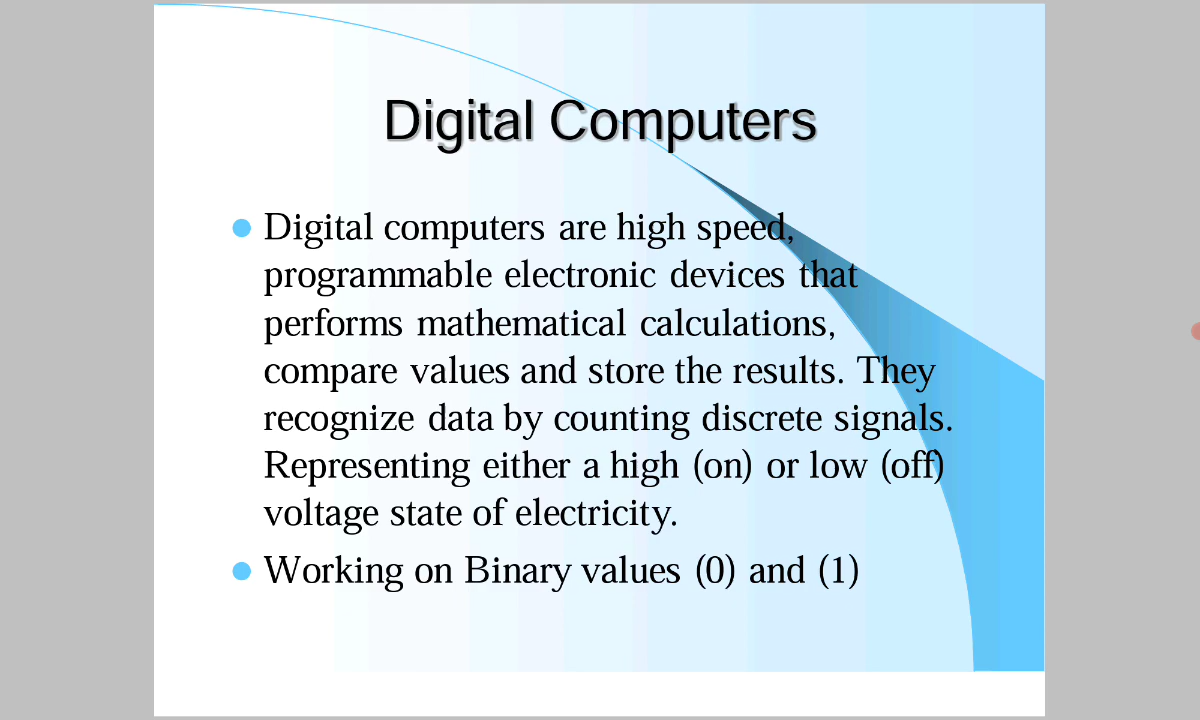 Digital Computers
Digital computers are high speed,
programmable electronic devices that
performs mathematical calculations,
compare values and store the results. They
recognize data by counting discrete signals.
Representing either a high (on) or low (off)
voltage state of electricity.
Working on Binary values (0) and (1)